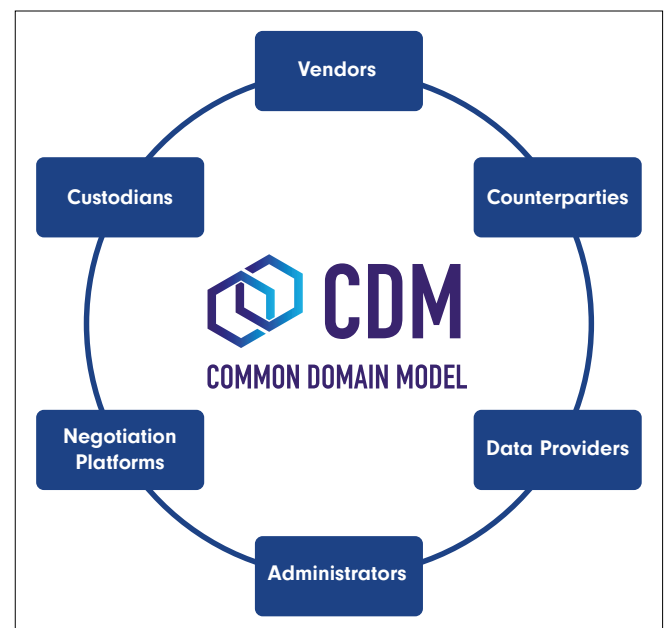 Vendors
Custodians
Counterparties
CDM
COMMON DOMAIN MODEL
Negotiation
Platforms
Data Providers
Administrators